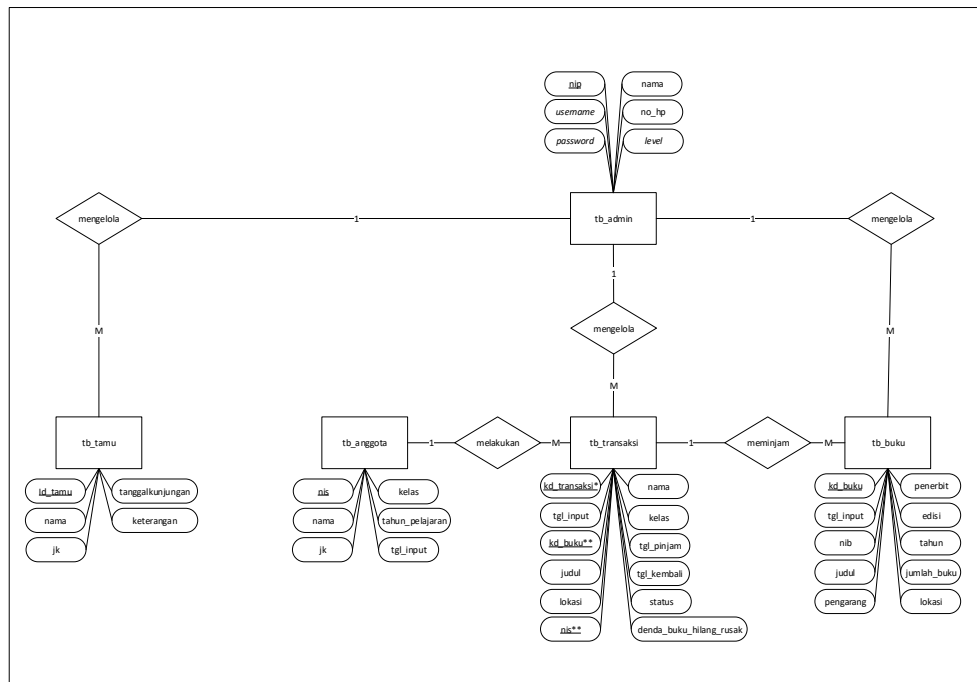 nip
nama
username
no_hp
password
level
mengelola
1
tb_admin
1
mengelola
1
M
mengelola
M
M
tb_tamu
tb_anggota
1
melakukan
M
tb_transaksi
1
meminjam
M
tb_buku
Id_tamu
tanggalkunjungan
nama
keterangan
jk
nis
kelas
nama
tahun_pelajaran
jk
tgl_input
kd_transaksi*
nama
tgl_input
kelas
kd_buku**
tgl_pinjam
judul
tgl_kembali
lokasi
status
nis**
denda_buku_hilang_rusak
kd_buku
penerbit
tgl_input
edisi
nib
tahun
judul
jumlah_buku
pengarang
lokasi